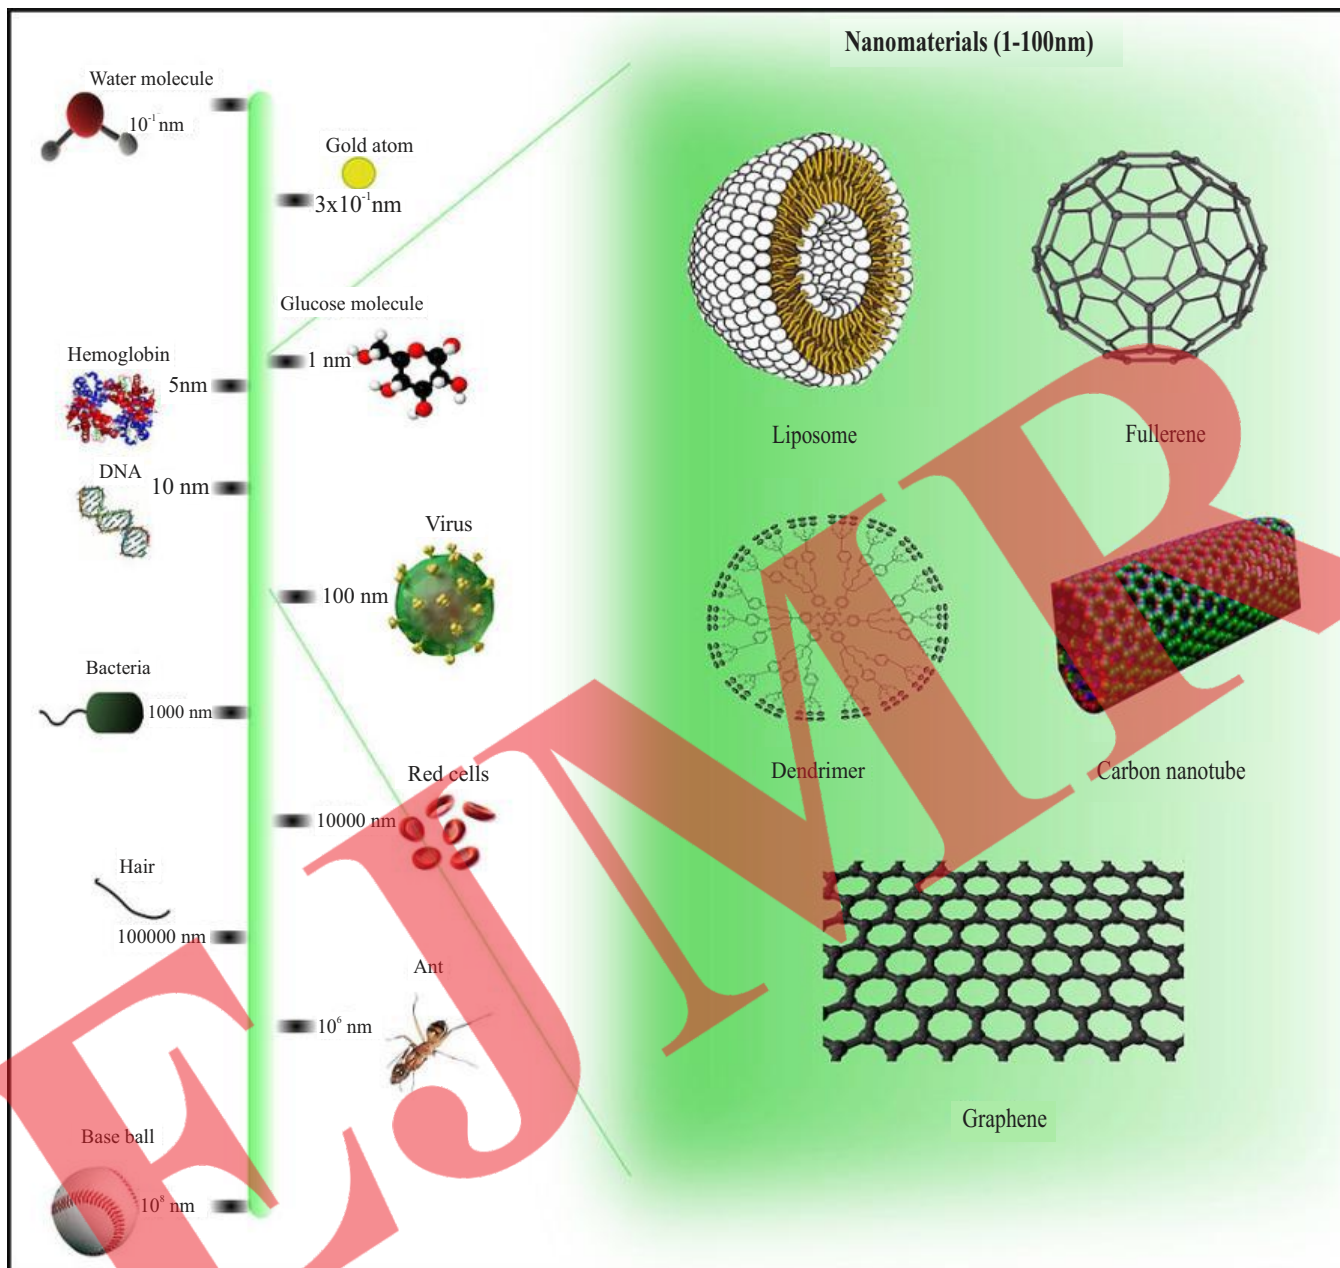 Nanomaterials (1-100nm)
Water molecule
10⁻¹ nm
Gold atom
3x10⁻¹nm
Glucose molecule
1 nm
Hemoglobin
5nm
DNA
10 nm
Virus
100 nm
Bacteria
1000 nm
Red cells
10000 nm
Hair
100000 nm
Ant
10⁶ nm
Base ball
10⁸ nm
Liposome
Fullerene
Dendrimer
Carbon nanotube
Graphene
EJMR